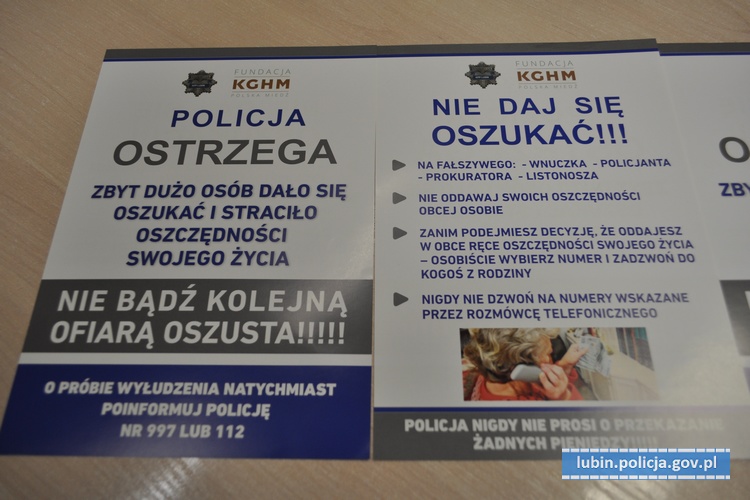 FUNDACJA
KGHM
POLSKA MIEDŹ
POLICJA
OSTRZEGA
ZBYT DUŻO OSÓB DAŁO SIĘ
OSZUKAĆ I STRACIŁO
OSZCZĘDNOŚCI
SWOJEGO ŻYCIA
NIE BĄDŹ KOLEJNĄ
OFIARĄ OSZUSTA!!!!!
O PRÓBIE WYŁUDZENIA NATYCHMIAST
POINFORMUJ POLICJĘ
NR 997 LUB 112
FUNDACJA
KGHM
POLSKA MIEDŹ
NIE DAJ SIĘ
OSZUKAĆ!!!
NA FAŁSZYWEGO: - WNUCZKA - POLICJANTA
- PROKURATORA - LISTONOSZA
NIE ODDAWAJ SWOICH OSZCZĘDNOŚCI
OBCEJ OSOBIE
ZANIM PODEJMIESZ DECYZJĘ, ŻE ODDAJESZ
W OBCE RĘCE OSZCZĘDNOŚCI SWOJEGO ŻYCIA
– OSOBIŚCIE WYBIERZ NUMER I ZADZWOŃ DO
KOGOŚ Z RODZINY
NIGDY NIE DZWOŃ NA NUMERY WSKAZANE
PRZEZ ROZMÓWCĘ TELEFONICZNEGO
POLICJA NIGDY NIE PROSI O PRZEKAZANIE
ŻADNYCH PIENIĘDZY!!!!!
O
ZBY
lubin.policja.gov.pl